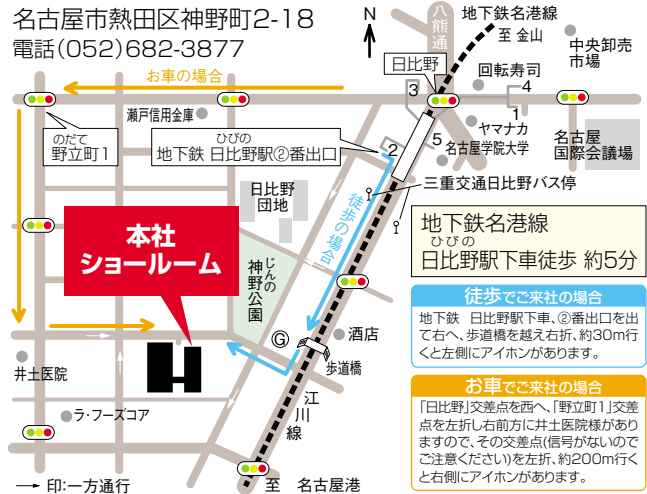 名古屋市熱田区神野町2-18
電話(052)682-3877
N
八熊通
地下鉄名港線
至 金山
中央卸売
市場
お車の場合
日比野
回転寿司
3
4
1
瀬戸信用金庫
のだて
野立町1
ひびの
地下鉄 日比野駅②番出口
2
5
ヤマナカ
名古屋学院大学
名古屋
国際会議場
三重交通日比野バス停
日比野
団地
徒歩の場合
本社
ショールーム
じんの
神野公園
地下鉄名港線
ひびの
日比野駅下車徒歩 約5分
徒歩でご来社の場合
地下鉄 日比野駅下車、②番出口を出
て右へ、歩道橋を越え右折、約30m行
くと左側にアイホンがあります。
G
酒店
歩道橋
井土医院
ラ・フーズコア
江川線
お車でご来社の場合
「日比野」交差点を西へ、「野立町1」交差
点を左折し右前方に井土医院様があり
ますので、その交差点(信号がないので
ご注意ください)を左折、約200m行く
と右側にアイホンがあります。
印:一方通行
至 名古屋港